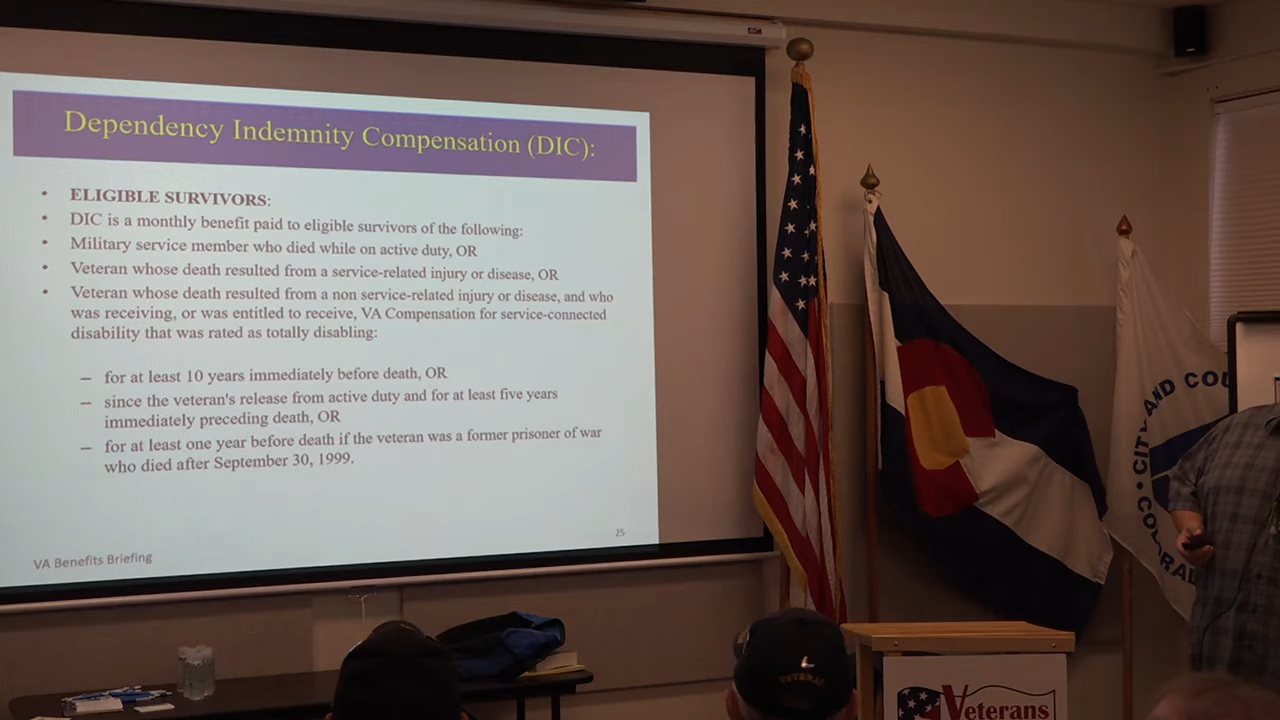 Dependency Indemnity Compensation (DIC):
• ELIGIBLE SURVIVORS:
• DIC is a monthly benefit paid to eligible survivors of the following:
• Military service member who died while on active duty, OR
• Veteran whose death resulted from a service-related injury or disease, OR
• Veteran whose death resulted from a non service-related injury or disease, and who
was receiving, or was entitled to receive, VA Compensation for service-connected
disability that was rated as totally disabling:
– for at least 10 years immediately before death, OR
– since the veteran's release from active duty and for at least five years
immediately preceding death, OR
– for at least one year before death if the veteran was a former prisoner of war
who died after September 30, 1999.
25
VA Benefits Briefing
CITY AND COU
• COLORAD
VETERAN
Veterans